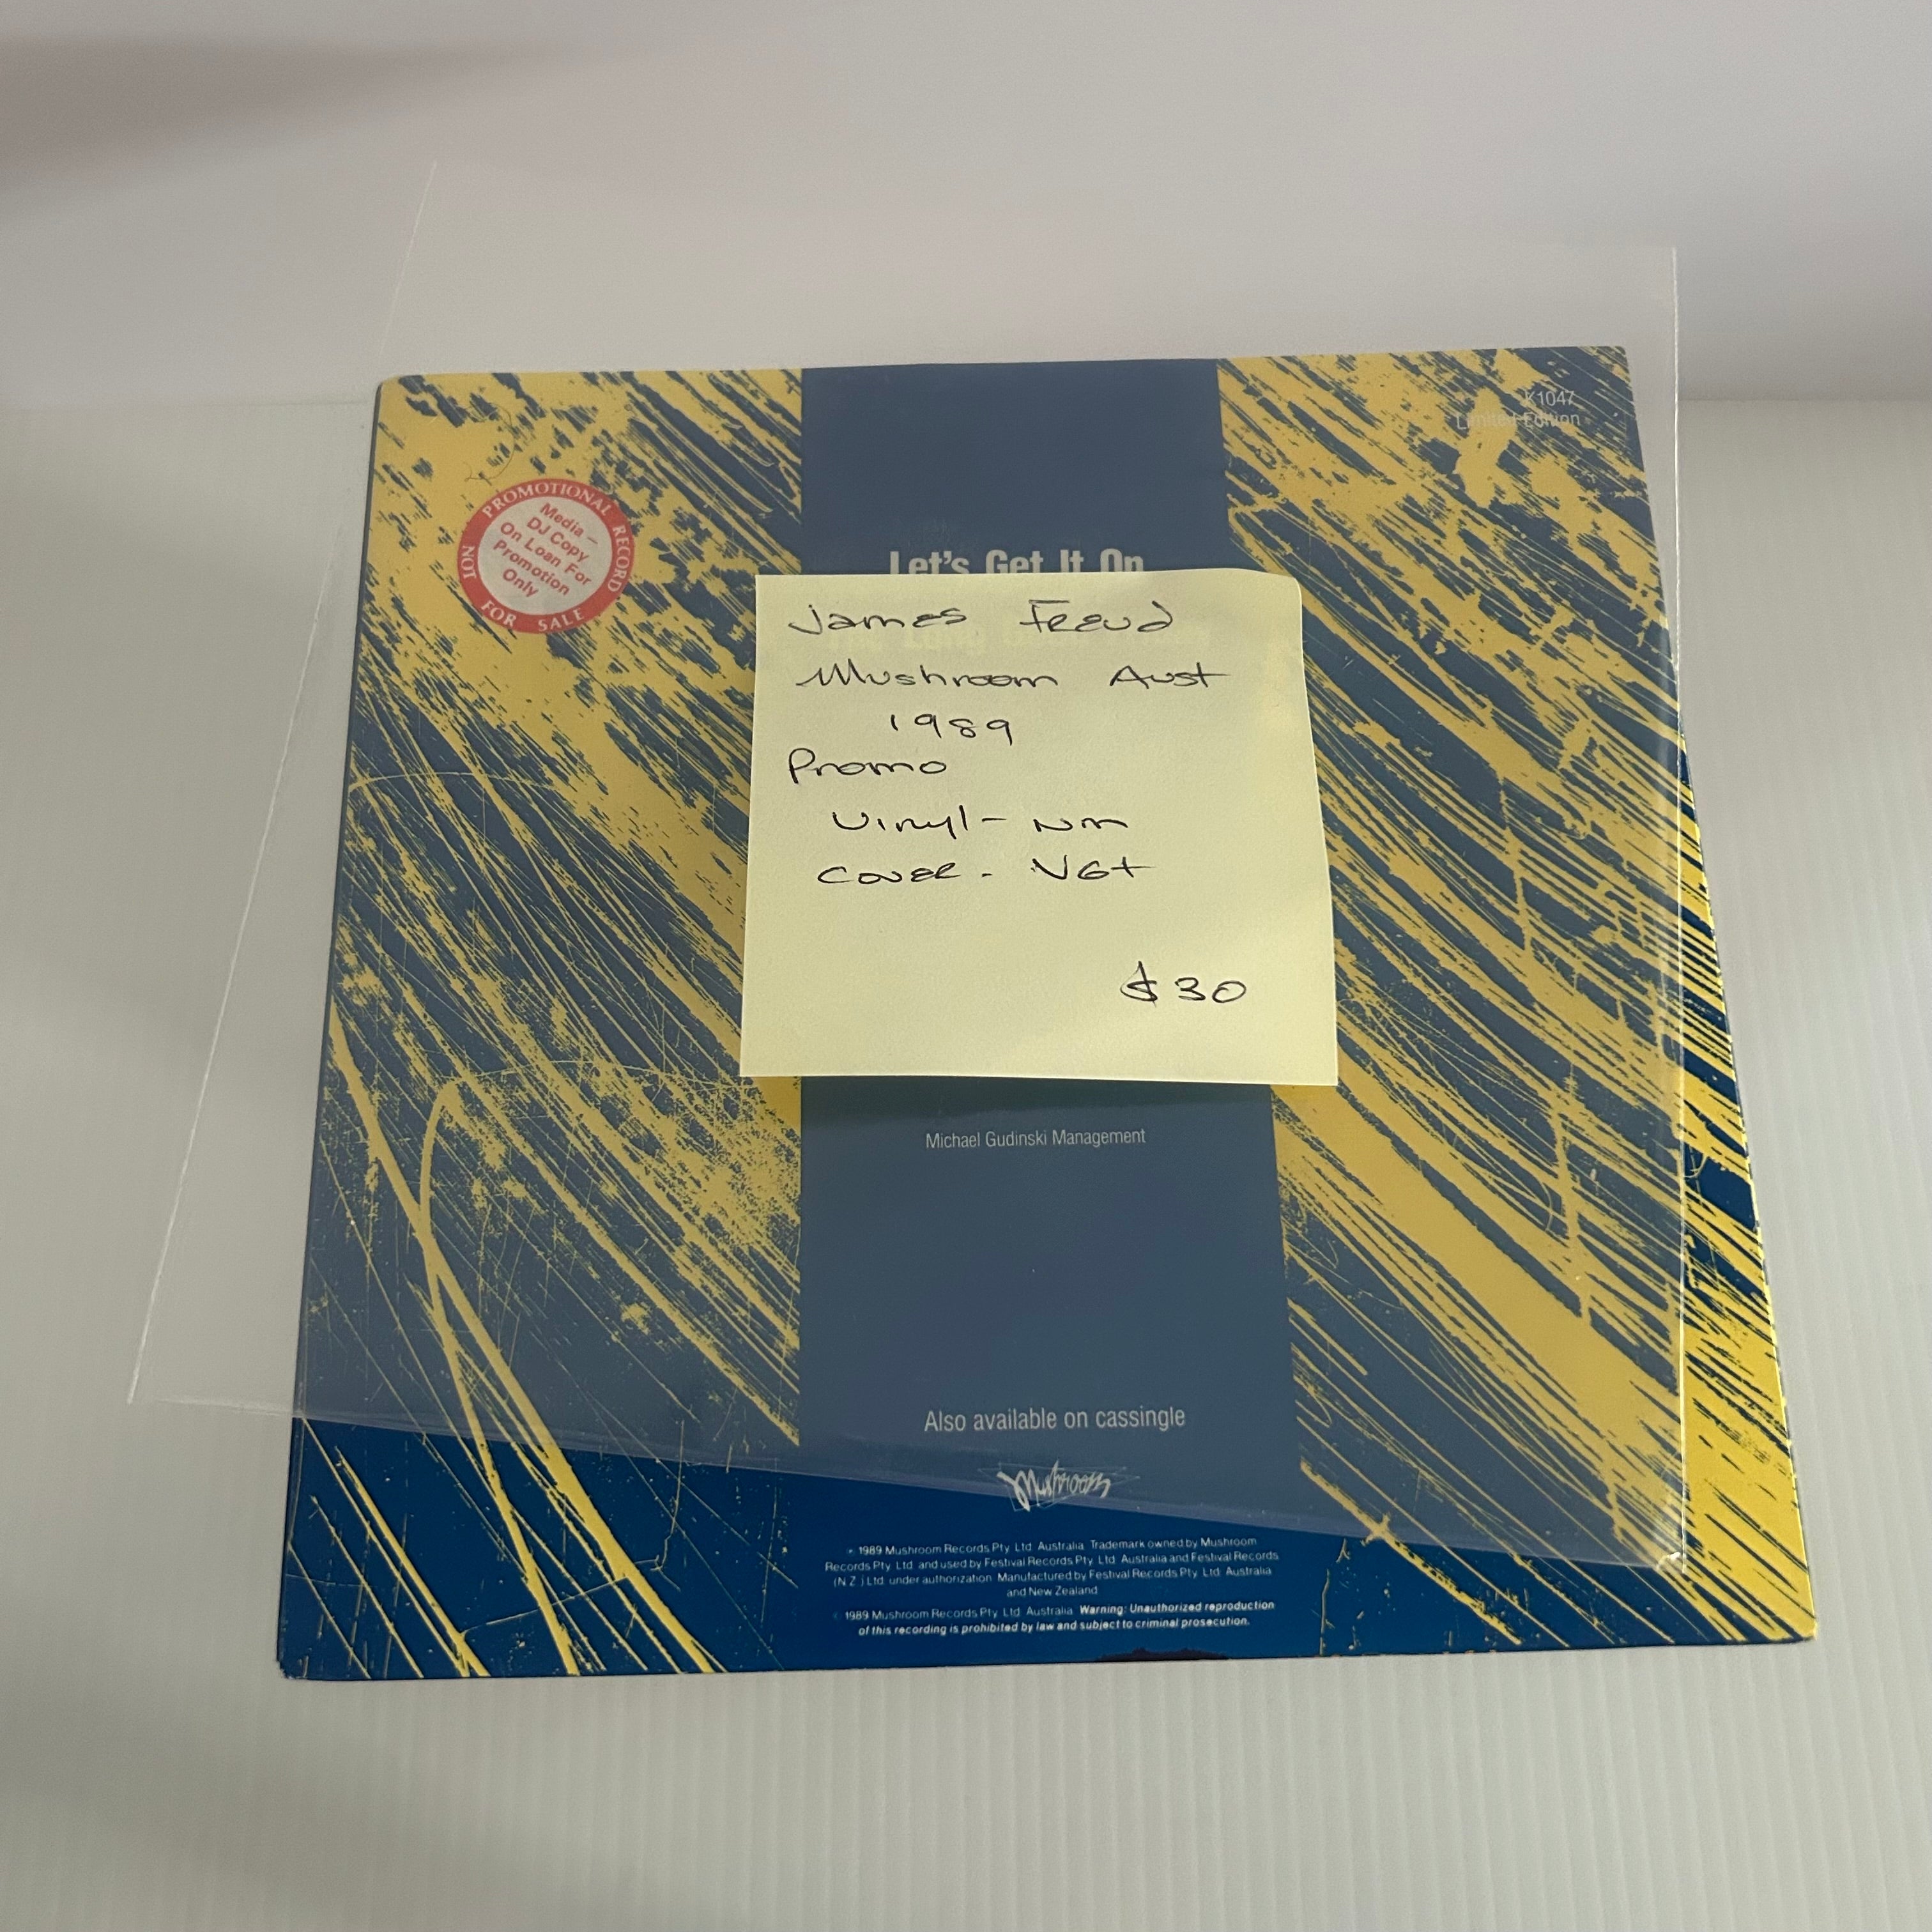 K1047
Limited Edition
NOT PROMOTIONAL RECORD FOR SALE
Media –
DJ Copy
On Loan For
Promotion
Only
Let's Get It On
James Freud
Mushroom Aust
1989
Promo
Vinyl - NM
Cover - VG+
$30
Michael Gudinski Management
Also available on cassingle
Mushroom
1989 Mushroom Records Pty. Ltd. Australia. Trademark owned by Mushroom
Records Pty. Ltd. and used by Festival Records Pty. Ltd. Australia and Festival Records
(N.Z.) Ltd. under authorization. Manufactured by Festival Records Pty. Ltd. Australia
and New Zealand.
1989 Mushroom Records Pty. Ltd. Australia. Warning: Unauthorized reproduction
of this recording is prohibited by law and subject to criminal prosecution.